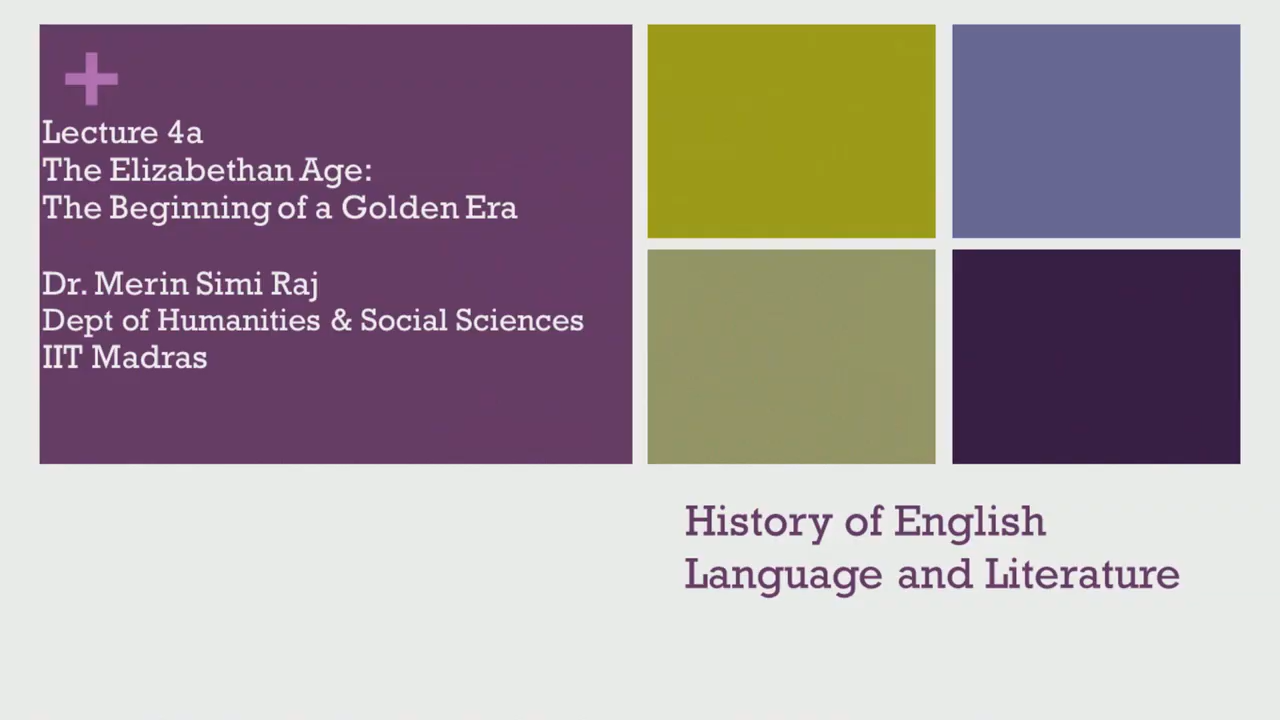 +
Lecture 4a
The Elizabethan Age:
The Beginning of a Golden Era
Dr. Merin Simi Raj
Dept of Humanities & Social Sciences
IIT Madras
History of English
Language and Literature